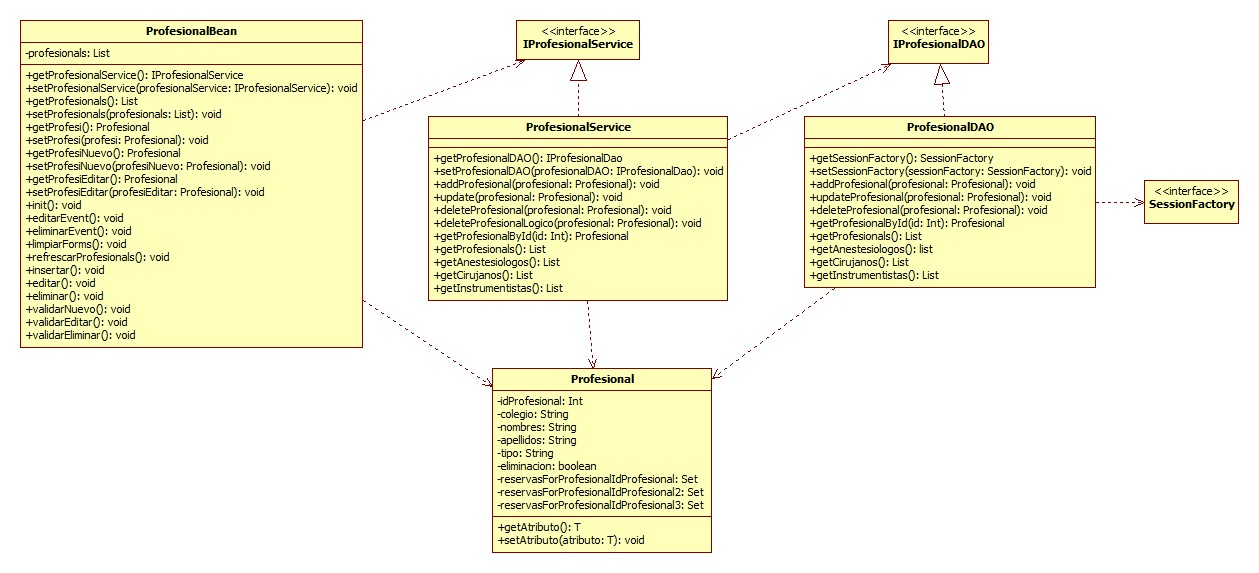 ProfesionalBean
-profesionals: List
+getProfesionalService(): IProfesionalService
+setProfesionalService(profesionalService: IProfesionalService): void
+getProfesionals(): List
+setProfesionals(profesionals: List): void
+getProfesi(): Profesional
+setProfesi(profesi: Profesional): void
+getProfesiNuevo(): Profesional
+setProfesiNuevo(profesiNuevo: Profesional): void
+getProfesiEditar(): Profesional
+setProfesiEditar(profesiEditar: Profesional): void
+init(): void
+editarEvent(): void
+eliminarEvent(): void
+limpiarForms(): void
+refrescarProfesionals(): void
+insertar(): void
+editar(): void
+eliminar(): void
+validarNuevo(): void
+validarEditar(): void
+validarEliminar(): void
<<interface>>
IProfesionalService
<<interface>>
IProfesionalDAO
ProfesionalService
+getProfesionalDAO(): IProfesionalDao
+setProfesionalDAO(profesionalDAO: IProfesionalDao): void
+addProfesional(profesional: Profesional): void
+update(profesional: Profesional): void
+deleteProfesional(profesional: Profesional): void
+deleteProfesionalLogico(profesional: Profesional): void
+getProfesionalById(id: Int): Profesional
+getProfesionals(): List
+getAnestesiologos(): List
+getCirujanos(): List
+getInstrumentistas(): List
ProfesionalDAO
+getSessionFactory(): SessionFactory
+setSessionFactory(sessionFactory: SessionFactory): void
+addProfesional(profesional: Profesional): void
+updateProfesional(profesional: Profesional): void
+deleteProfesional(profesional: Profesional): void
+getProfesionalById(id: Int): Profesional
+getProfesionals(): List
+getAnestesiologos(): list
+getCirujanos(): List
+getInstrumentistas(): List
<<interface>>
SessionFactory
Profesional
-idProfesional: Int
-colegio: String
-nombres: String
-apellidos: String
-tipo: String
-eliminacion: boolean
-reservasForProfesionalIdProfesional: Set
-reservasForProfesionalIdProfesional2: Set
-reservasForProfesionalIdProfesional3: Set
+getAtributo(): T
+setAtributo(atributo: T): void